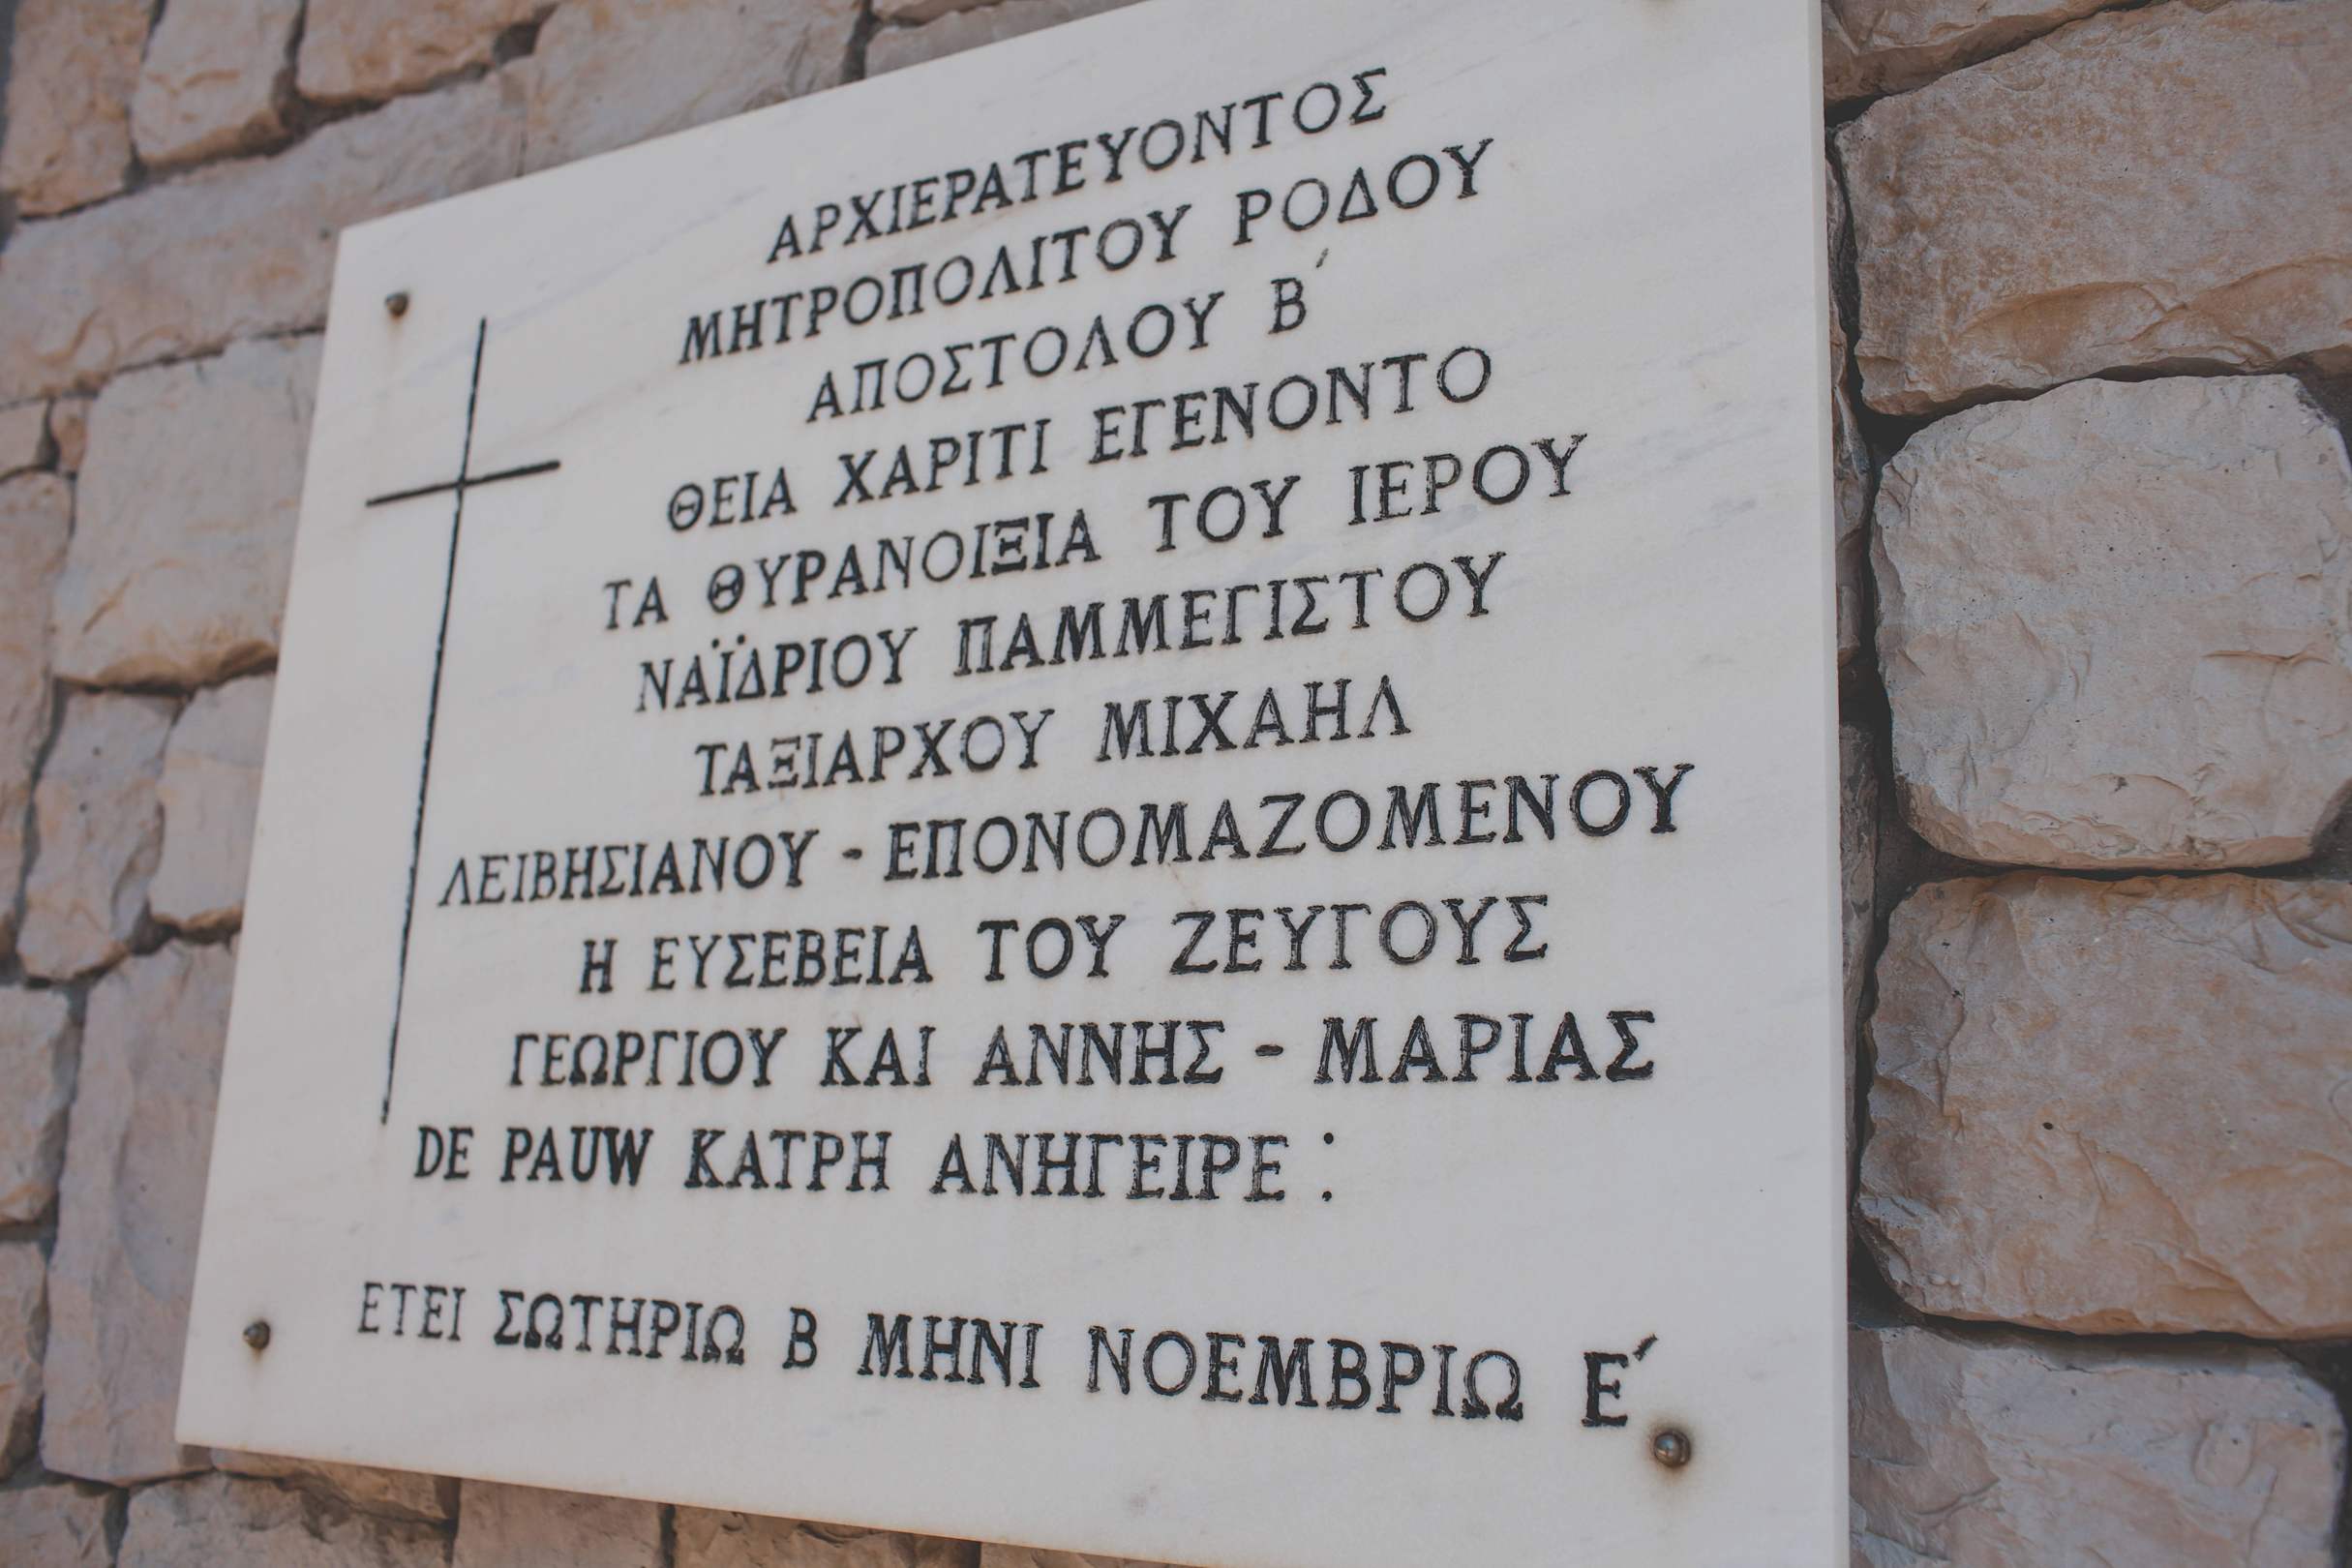 ΑΡΧΙΕΡΑΤΕΥΟΝΤΟΣ
ΜΗΤΡΟΠΟΛΙΤΟΥ ΡΟΔΟΥ
ΑΠΟΣΤΟΛΟΥ Β΄
ΘΕΙΑ ΧΑΡΙΤΙ ΕΓΕΝΟΝΤΟ
ΤΑ ΘΥΡΑΝΟΙΞΙΑ ΤΟΥ ΙΕΡΟΥ
ΝΑΪΔΡΙΟΥ ΠΑΜΜΕΓΙΣΤΟΥ
ΤΑΞΙΑΡΧΟΥ ΜΙΧΑΗΛ
ΛΕΙΒΗΣΙΑΝΟΥ - ΕΠΟΝΟΜΑΖΟΜΕΝΟΥ
Η ΕΥΣΕΒΕΙΑ ΤΟΥ ΖΕΥΓΟΥΣ
ΓΕΩΡΓΙΟΥ ΚΑΙ ΑΝΝΗΣ - ΜΑΡΙΑΣ
DE PAUW ΚΑΤΡΗ ΑΝΗΓΕΙΡΕ :
ΕΤΕΙ ΣΩΤΗΡΙΩ Β ΜΗΝΙ ΝΟΕΜΒΡΙΩ Ε΄